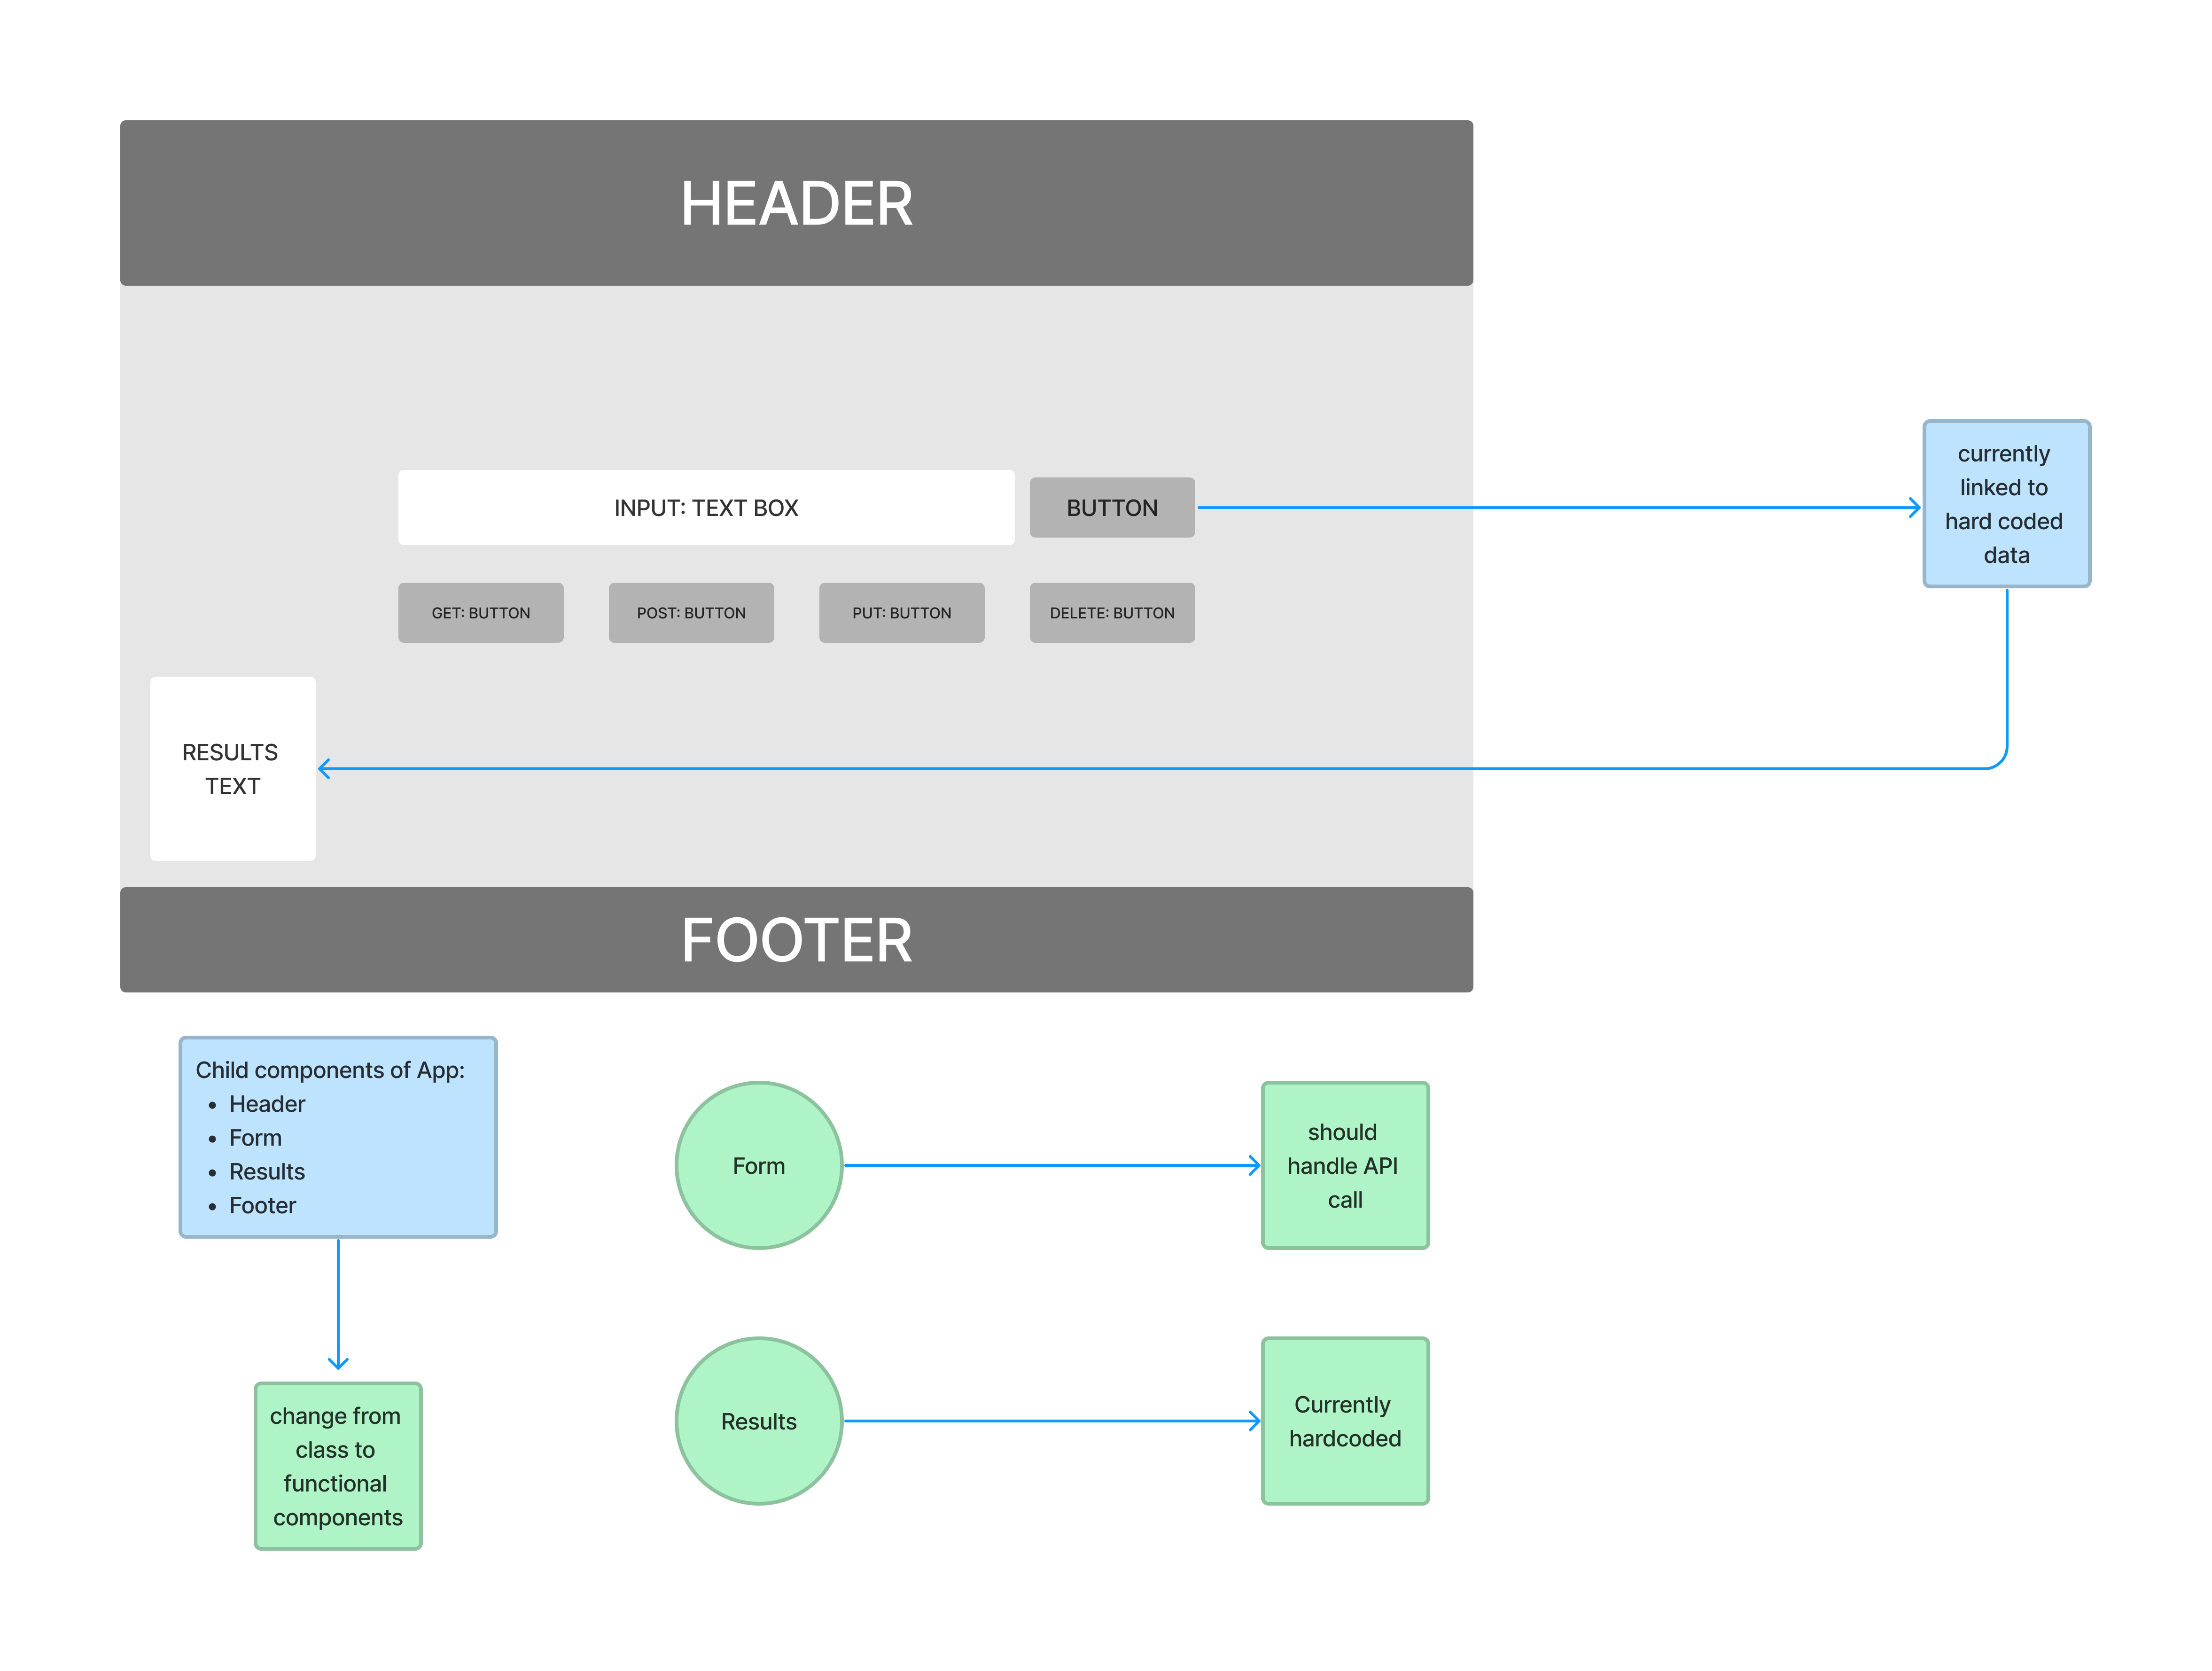 HEADER
INPUT: TEXT BOX
BUTTON
currently
linked to
hard coded
data
GET: BUTTON
POST: BUTTON
PUT: BUTTON
DELETE: BUTTON
RESULTS
TEXT
FOOTER
Child components of App:
• Header
• Form
• Results
• Footer
change from
class to
functional
components
Form
should
handle API
call
Results
Currently
hardcoded